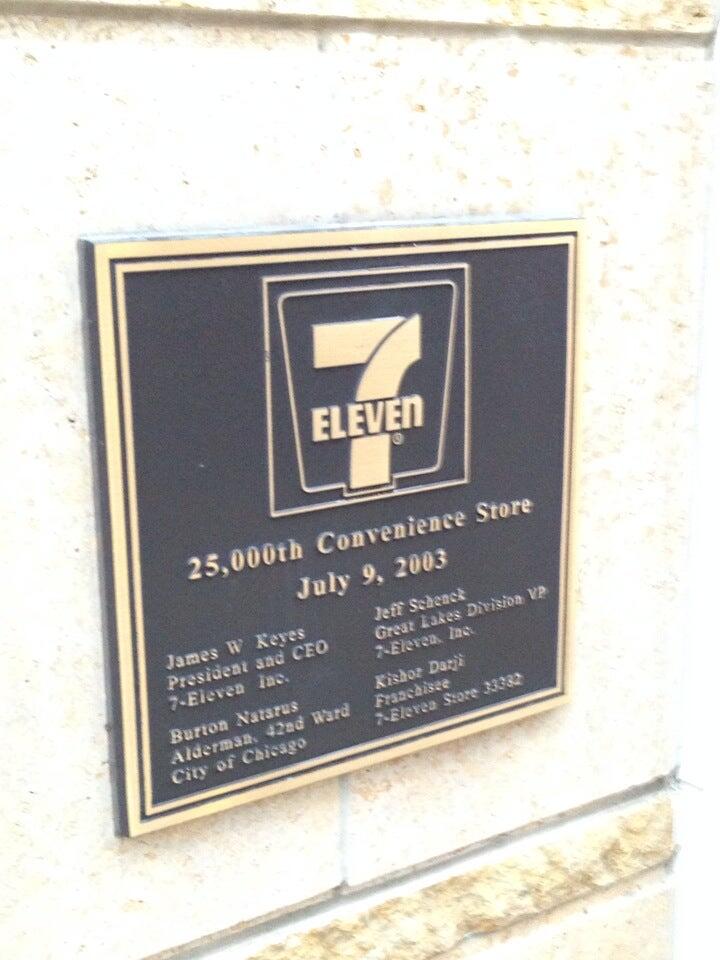 7
ELEVEn
®
25,000th Convenience Store
July 9, 2003
James W Keyes
President and CEO
7-Eleven Inc.
Burton Natarus
Alderman, 42nd Ward
City of Chicago
Jeff Schenck
Great Lakes Division V.P.
7-Eleven, Inc.
Kishor Darji
Franchisee
7-Eleven Store 33382